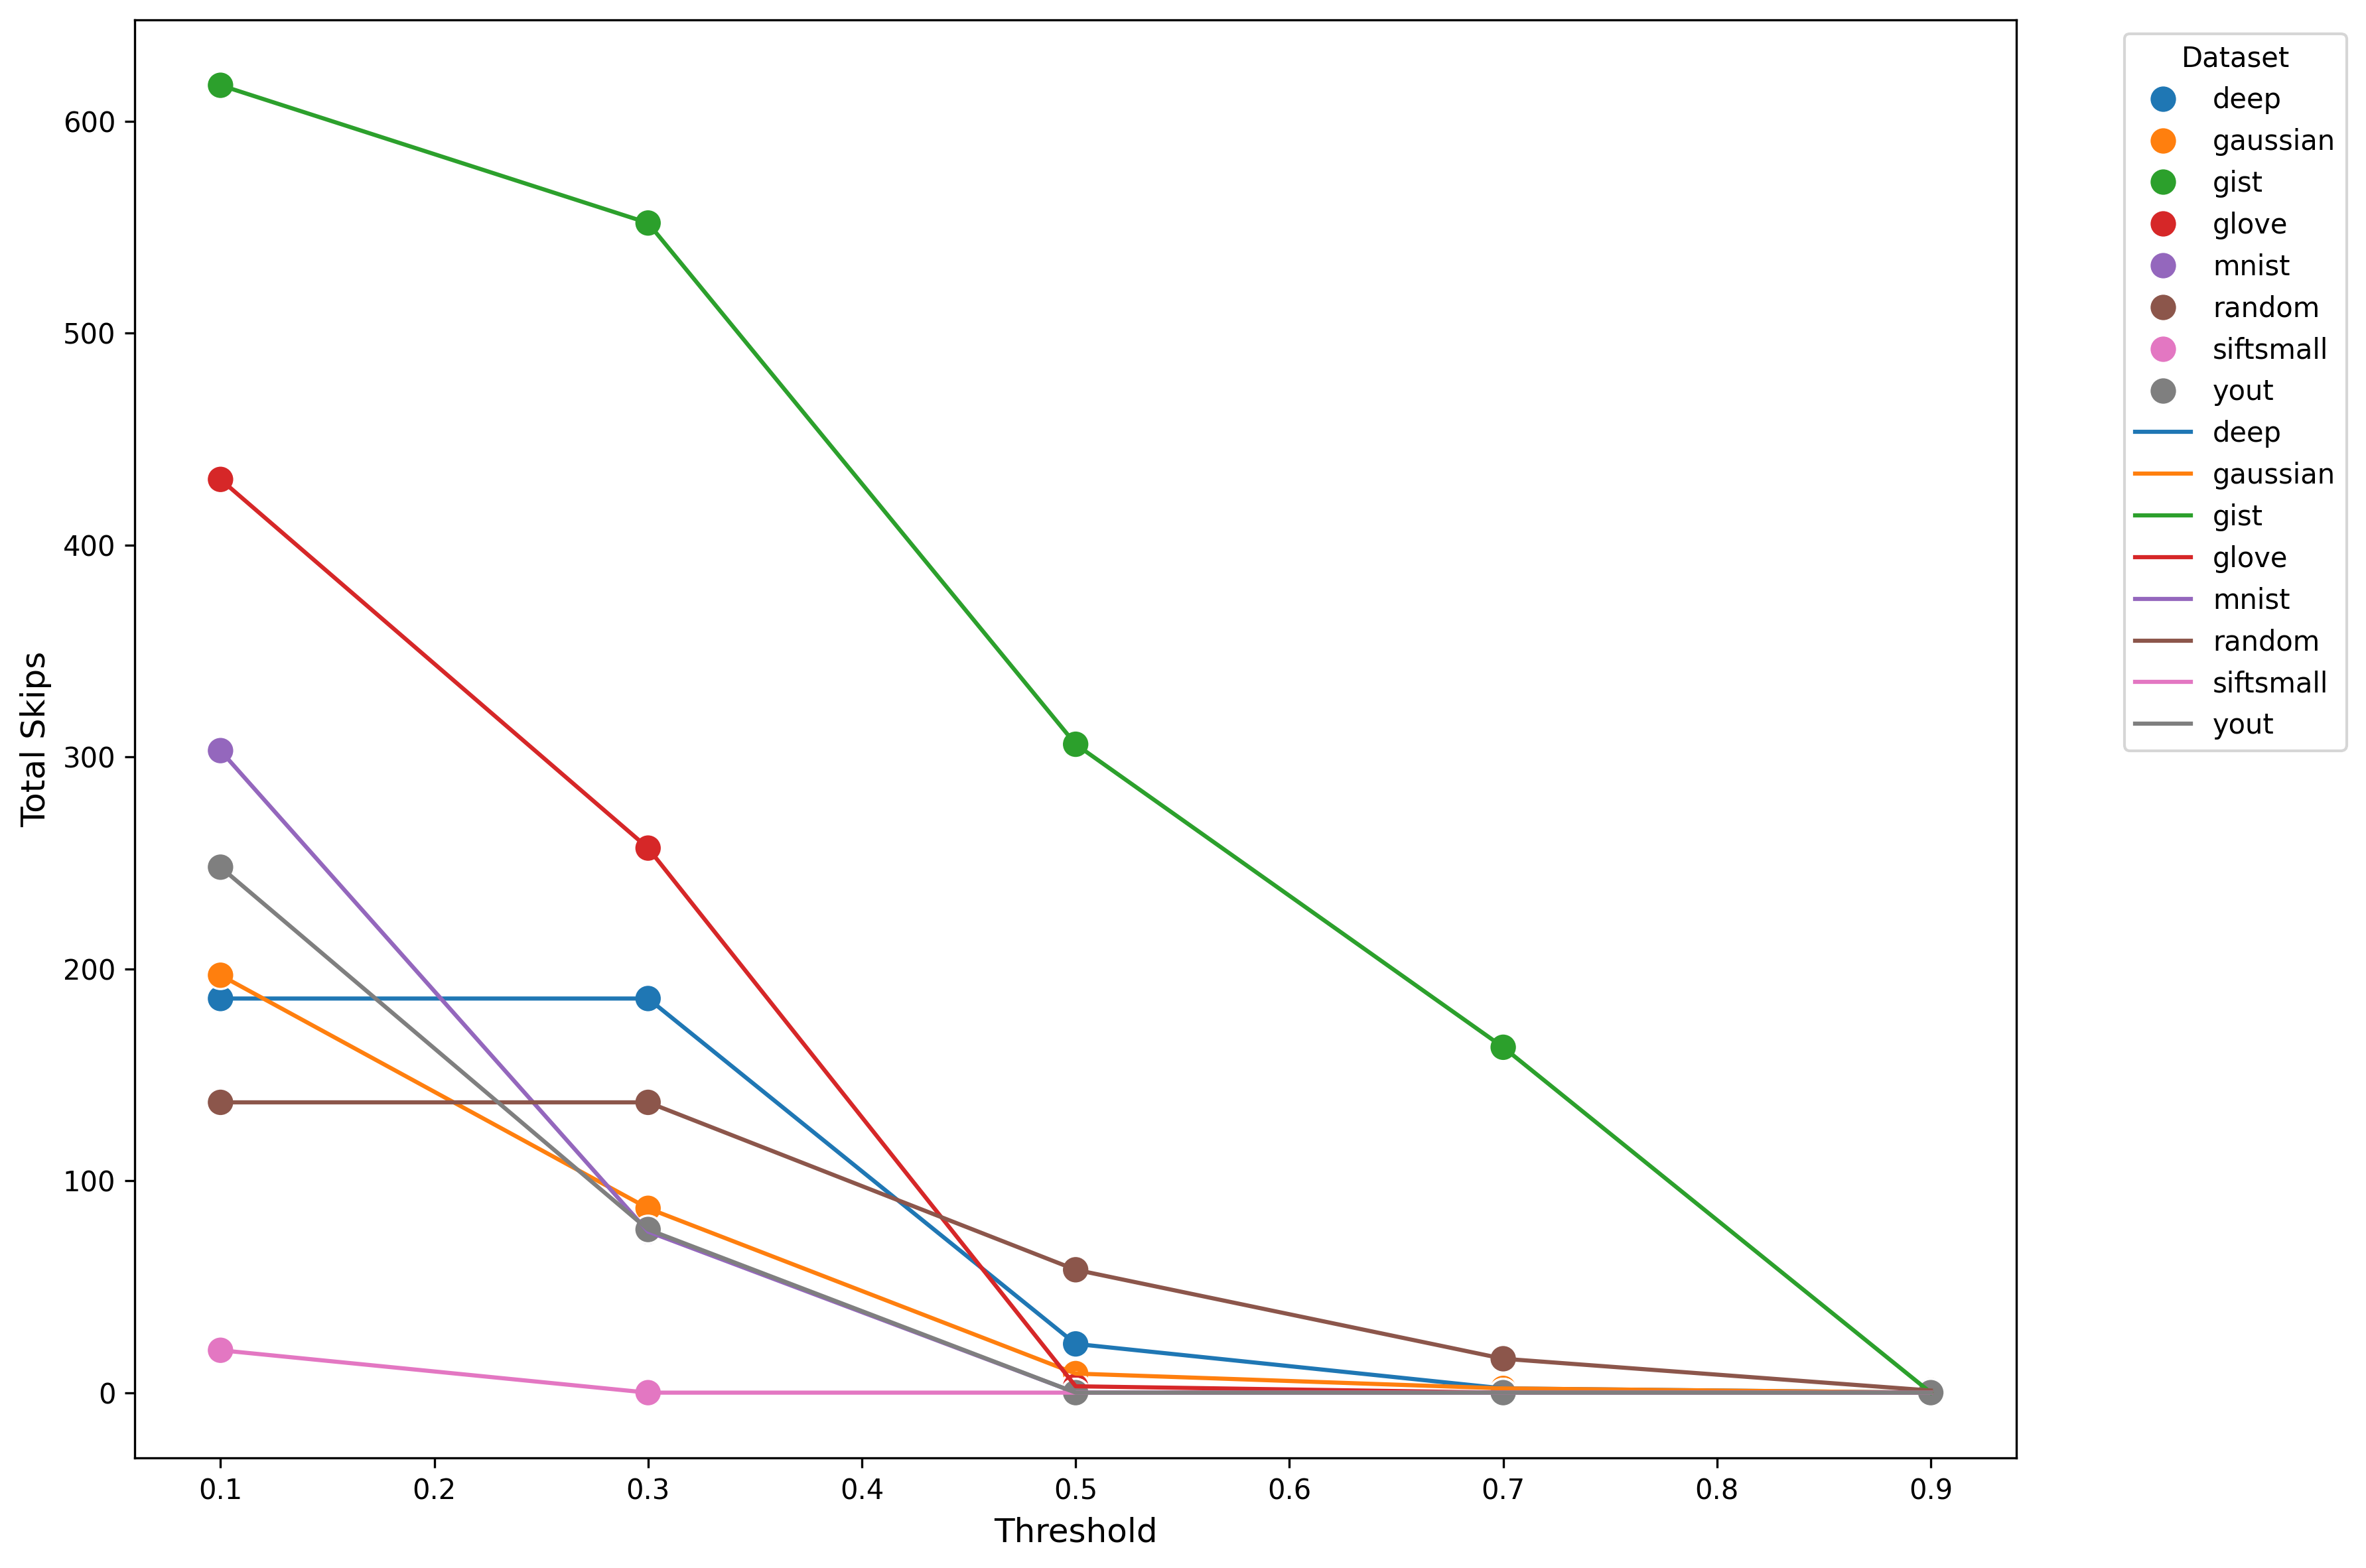 Total Skips
600
500
400
300
200
100
0
0.1 0.2 0.3 0.4 0.5 0.6 0.7 0.8 0.9
Threshold
Dataset
deep
gaussian
gist
glove
mnist
random
siftsmall
yout
deep
gaussian
gist
glove
mnist
random
siftsmall
yout